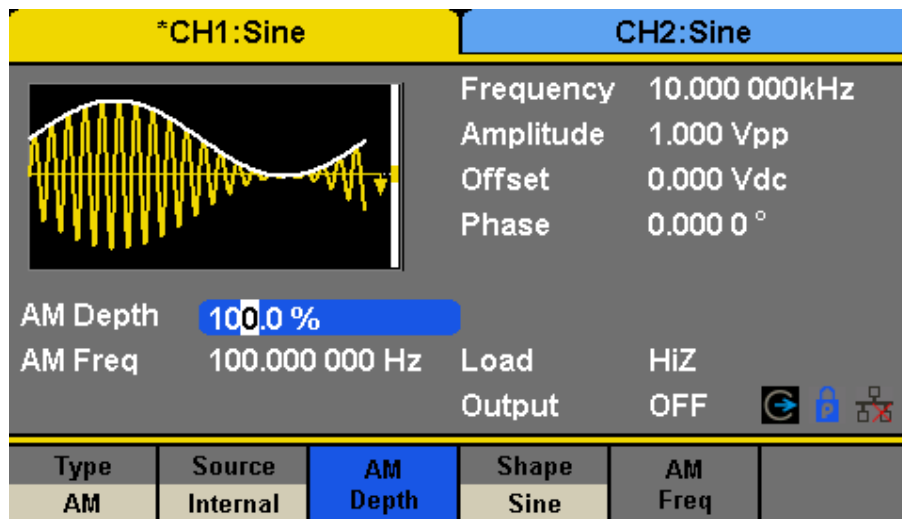 *CH1:Sine
CH2:Sine
Frequency 10.000 000kHz
Amplitude 1.000 Vpp
Offset 0.000 Vdc
Phase 0.000 0 °
AM Depth 100.0 %
AM Freq 100.000 000 Hz
Load HiZ
Output OFF
P
Type Source AM Depth Shape AM Freq
AM Internal Sine